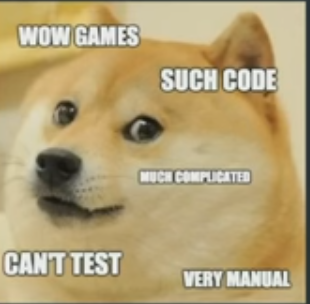 WOW GAMES
SUCH CODE
MUCH COMPLICATED
CAN'T TEST
VERY MANUAL